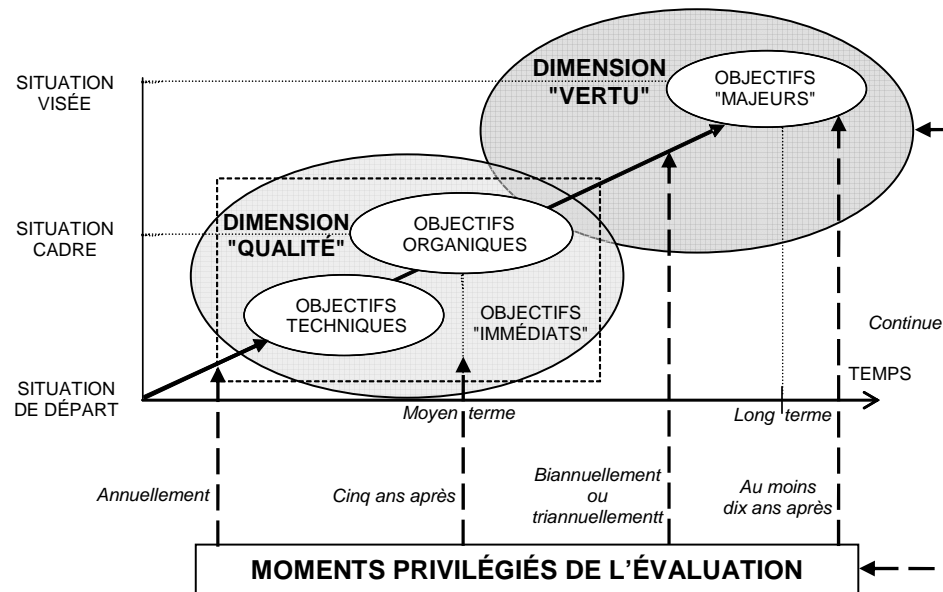 SITUATION
VISÉE
DIMENSION
"VERTU"
OBJECTIFS
"MAJEURS"
SITUATION
CADRE
DIMENSION
"QUALITÉ"
OBJECTIFS
ORGANIQUES
OBJECTIFS
TECHNIQUES
OBJECTIFS
"IMMÉDIATS"
Continue
TEMPS
SITUATION
DE DÉPART
Moyen terme
Long terme
Annuellement
Cinq ans après
Biannuellement
ou
triannuellementt
Au moins
dix ans après
MOMENTS PRIVILÉGIÉS DE L'ÉVALUATION